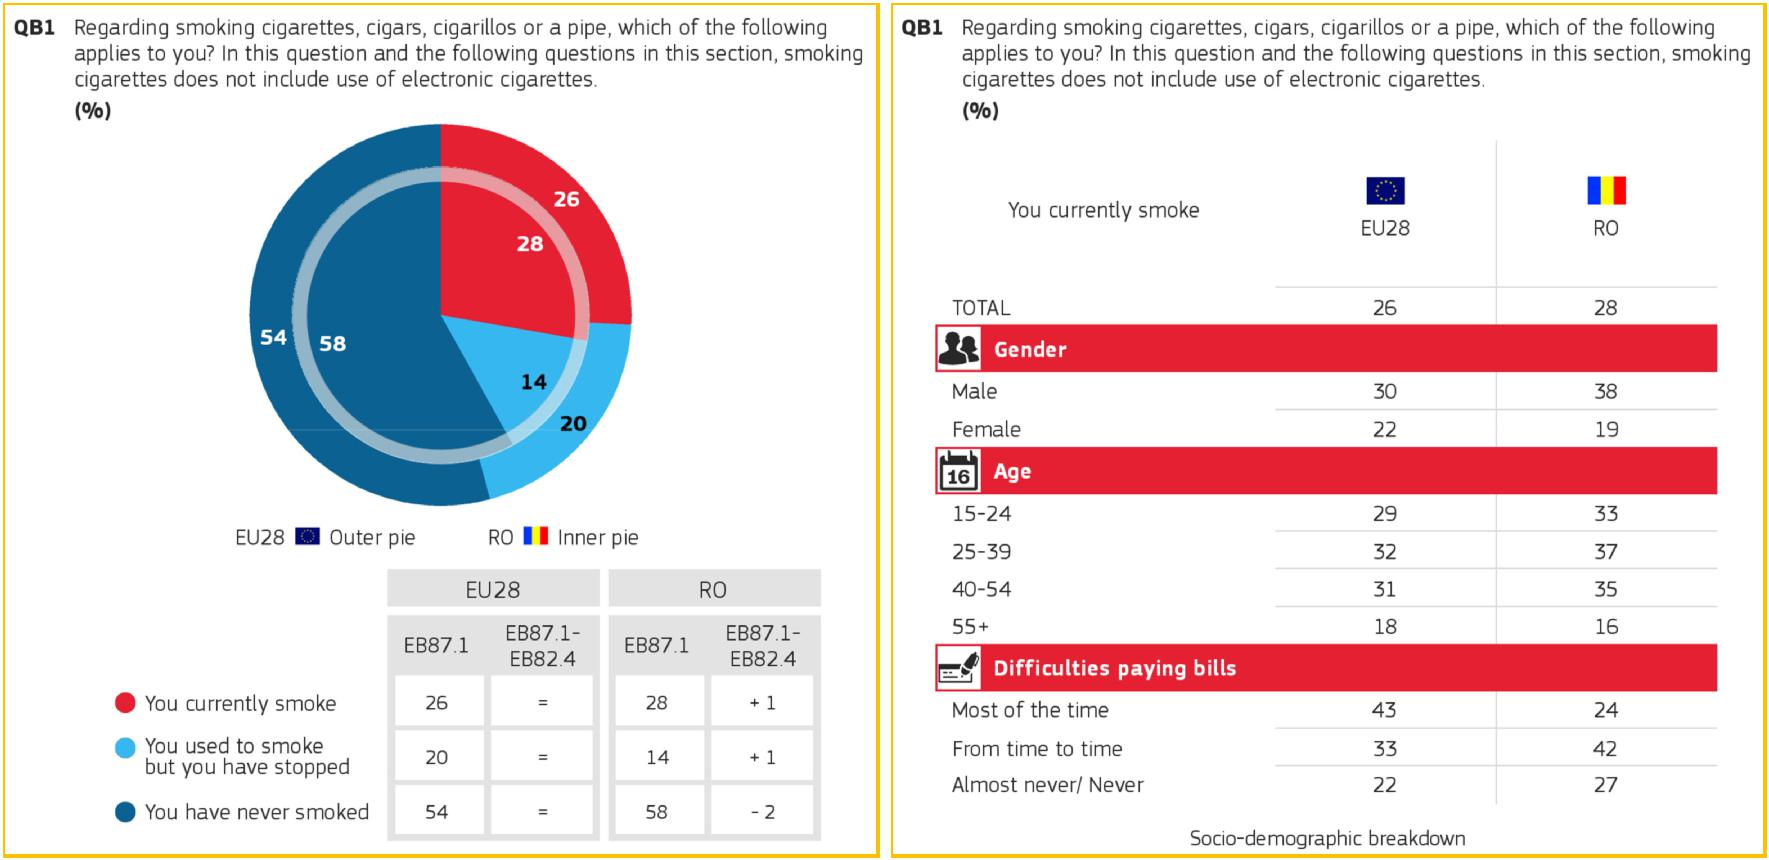 QB1 Regarding smoking cigarettes, cigars, cigarillos or a pipe, which of the following
applies to you? In this question and the following questions in this section, smoking
cigarettes does not include use of electronic cigarettes.
(%)
26
28
54
58
14
20
EU28 Outer pie RO Inner pie
EU28 RO
EB87.1 EB87.1-
EB82.4 EB87.1 EB87.1-
EB82.4
You currently smoke 26 = 28 + 1
You used to smoke
but you have stopped 20 = 14 + 1
You have never smoked 54 = 58 - 2
QB1 Regarding smoking cigarettes, cigars, cigarillos or a pipe, which of the following
applies to you? In this question and the following questions in this section, smoking
cigarettes does not include use of electronic cigarettes.
(%)
You currently smoke
EU28 RO
TOTAL 26 28
Gender
Male 30 38
Female 22 19
16 Age
15-24 29 33
25-39 32 37
40-54 31 35
55+ 18 16
Difficulties paying bills
Most of the time 43 24
From time to time 33 42
Almost never/ Never 22 27
Socio-demographic breakdown